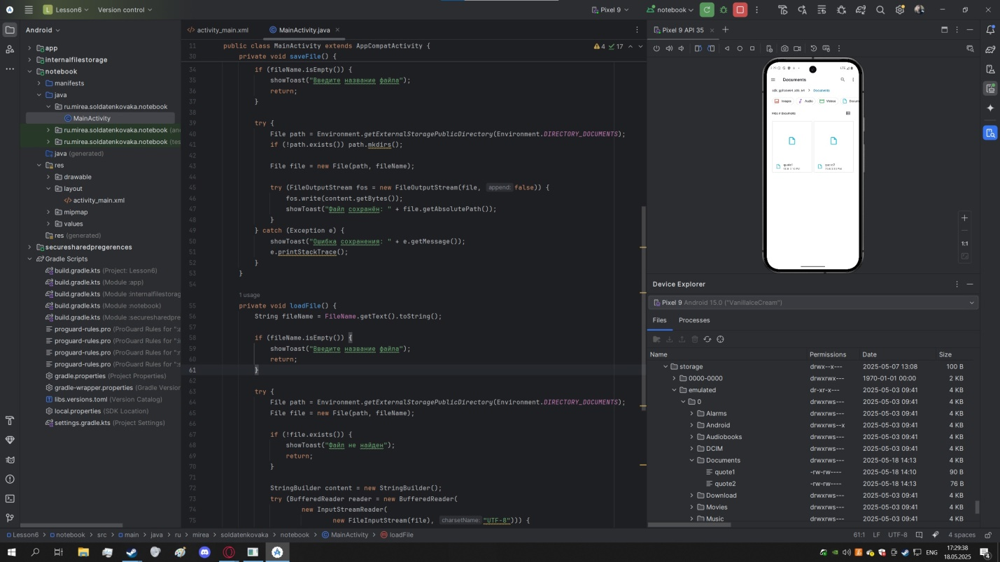 Lesson6
Version control
Pixel 9
notebook
Android
app
internalfilestorage
notebook
manifests
java
ru.mirea.soldatenkovaka.notebook
MainActivity
ru.mirea.soldatenkovaka.notebook (an
ru.mirea.soldatenkovaka.notebook (tes
java (generated)
res
drawable
layout
activity_main.xml
mipmap
values
res (generated)
securesharedpregerences
Gradle Scripts
build.gradle.kts (Project: Lesson6)
build.gradle.kts (Module :app)
build.gradle.kts (Module :internalfilestorag
build.gradle.kts (Module :notebook)
build.gradle.kts (Module :securesharedpre
proguard-rules.pro (ProGuard Rules for ":a
proguard-rules.pro (ProGuard Rules for ":i
proguard-rules.pro (ProGuard Rules for ":r
proguard-rules.pro (ProGuard Rules for ":s
gradle.properties (Project Properties)
gradle-wrapper.properties (Gradle Version
libs.versions.toml (Version Catalog)
local.properties (SDK Location)
settings.gradle.kts (Project Settings)
activity_main.xml
MainActivity.java
4 17
11 public class MainActivity extends AppCompatActivity {
30 private void saveFile() {
34 if (fileName.isEmpty()) {
35 showToast("Введите название файла");
36 return;
37 }
38
39 try {
40 File path = Environment.getExternalStoragePublicDirectory(Environment.DIRECTORY_DOCUMENTS);
41 if (!path.exists()) path.mkdirs();
42
43 File file = new File(path, fileName);
44
45 try (FileOutputStream fos = new FileOutputStream(file, append: false)) {
46 fos.write(content.getBytes());
47 showToast("Файл сохранён: " + file.getAbsolutePath());
48 }
49 } catch (Exception e) {
50 showToast("Ошибка сохранения: " + e.getMessage());
51 e.printStackTrace();
52 }
53 }
54
1 usage
55 private void loadFile() {
56 String fileName = FileName.getText().toString();
57
58 if (fileName.isEmpty()) {
59 showToast("Введите название файла");
60 return;
61 }
62
63 try {
64 File path = Environment.getExternalStoragePublicDirectory(Environment.DIRECTORY_DOCUMENTS);
65 File file = new File(path, fileName);
66
67 if (!file.exists()) {
68 showToast("Файл не найден");
69 return;
70 }
71
72 StringBuilder content = new StringBuilder();
73 try (BufferedReader reader = new BufferedReader(
74 new InputStreamReader(
75 new FileInputStream(file), charsetName: "UTF-8"))) {
Pixel 9 API 35
LTE
Documents
Documents
Images Audio Videos Docum
Files in Documents
quote1
quote2
1:1
Device Explorer
Pixel 9 Android 15.0 ("VanillaIceCream")
Files Processes
Name Permissions Date Size
storage drwx--x--- 2025-05-07 13:08 100 B
0000-0000 drwxrwx--- 1970-01-01 00:00 2 KB
emulated dr-xr-x--- 2025-05-03 09:41 4 KB
0 drwxrws--- 2025-05-03 09:41 4 KB
Alarms drwxrws--- 2025-05-03 09:41 4 KB
Android drwxrws--x 2025-05-03 09:41 4 KB
Audiobooks drwxrws--- 2025-05-03 09:41 4 KB
DCIM drwxrws--- 2025-05-03 09:41 4 KB
Documents drwxrws--- 2025-05-18 14:13 4 KB
quote1 -rw-rw---- 2025-05-18 14:10 90 B
quote2 -rw-rw---- 2025-05-18 14:13 76 B
Download drwxrws--- 2025-05-03 09:41 4 KB
Movies drwxrws--- 2025-05-03 09:41 4 KB
Music drwxrws--- 2025-05-03 09:41 4 KB
Lesson6 > notebook > src > main > java > ru > mirea > soldatenkovaka > notebook > MainActivity > loadFile
61:1 LF UTF-8 4 spaces
ENG
17:29:38
18.05.2025
4